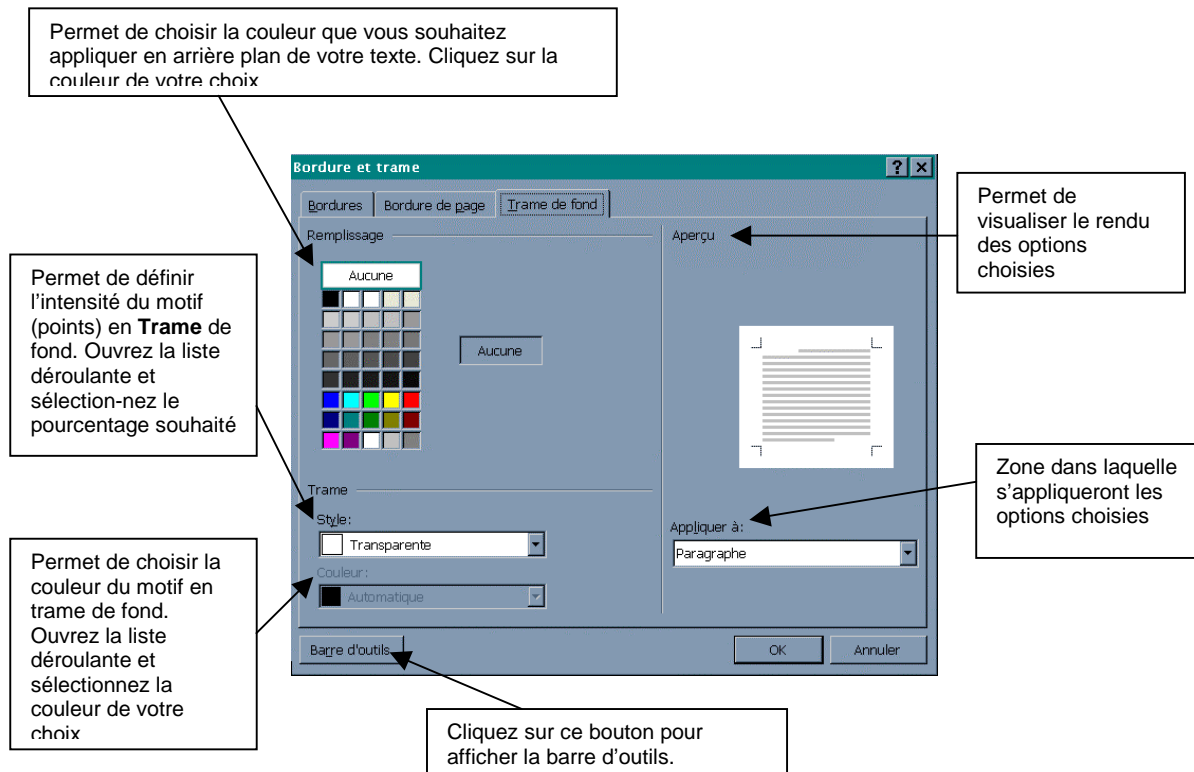 Permet de choisir la couleur que vous souhaitez
appliquer en arrière plan de votre texte. Cliquez sur la
couleur de votre choix
Bordure et trame
? ×
Bordures
Bordure de page
Trame de fond
Remplissage
Aucune
Aucune
Aperçu
Permet de
visualiser le rendu
des options
choisies
Permet de définir
l’intensité du motif
(points) en Trame de
fond. Ouvrez la liste
déroulante et
sélection-nez le
pourcentage souhaité
Trame
Style:
Transparente
Couleur:
Automatique
Appliquer à:
Paragraphe
Zone dans laquelle
s’appliqueront les
options choisies
Permet de choisir la
couleur du motif en
trame de fond.
Ouvrez la liste
déroulante et
sélectionnez la
couleur de votre
choix
Barre d'outils
OK
Annuler
Cliquez sur ce bouton pour
afficher la barre d’outils.